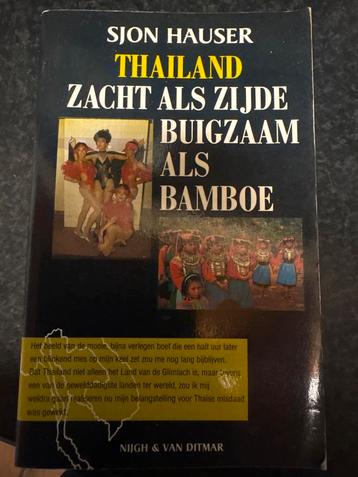 SJON HAUSER
THAILAND
ZACHT ALS ZIJDE
BUIGZAAM
ALS
BAMBOE
Het beeld van de mooie, bijna verlegen boef die een half uur later
een blinkend mes op mijn keel zet zou me nog lang bijblijven.
Dat Thailand niet alleen het Land van de Glimlach is, maar tevens
een van de gewelddadigste landen ter wereld, zou ik mij
weldra gaan realiseren nu mijn belangstelling voor Thaise misdaad
was gewekt.
NIJGH & VAN DITMAR